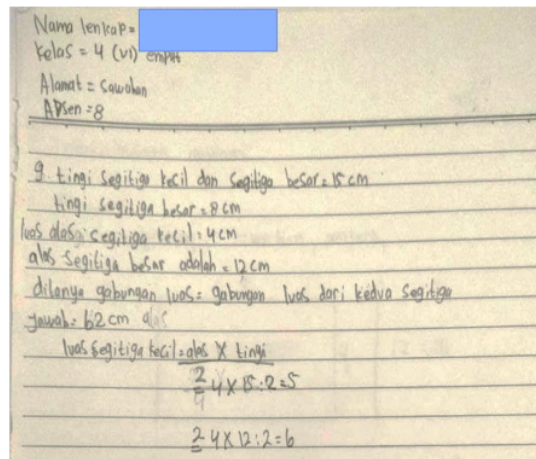 Nama lenkap =
Kelas = 4 (VI) empat
Alamat = Sawahan
Absen = 8
9. tingi segitiga kecil dan segitiga besar = 15 cm
tingi segitiga besar = 8 cm
luas alas segitiga kecil = 4 cm
alas segitiga besar adalah = 12 cm
ditanya gabungan luas = gabungan luas dari kedua segitiga
Jawab = 62 cm alas
luas segitiga kecil = alas X tingi
2
4 X 15 : 2 = 5
2 4 X 12 : 2 = 6